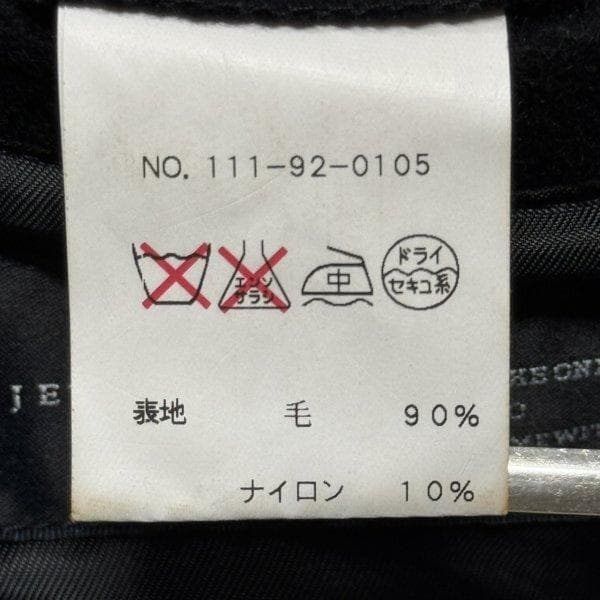 NO. 111-92-0105
エンソ
サラシ
中
ドライ
セキユ系
表地 毛 90%
ナイロン 10%